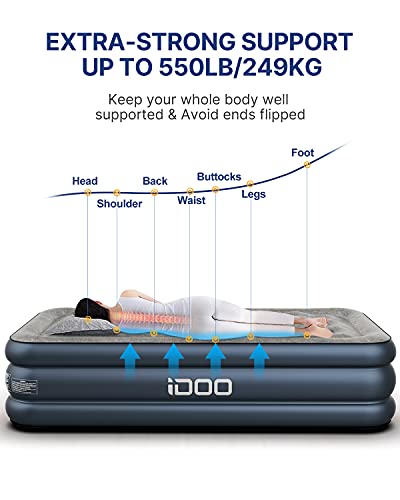 EXTRA-STRONG SUPPORT
UP TO 550LB/249KG
Keep your whole body well
supported & Avoid ends flipped
Foot
Head Back Buttocks
Shoulder Waist Legs
iDOO